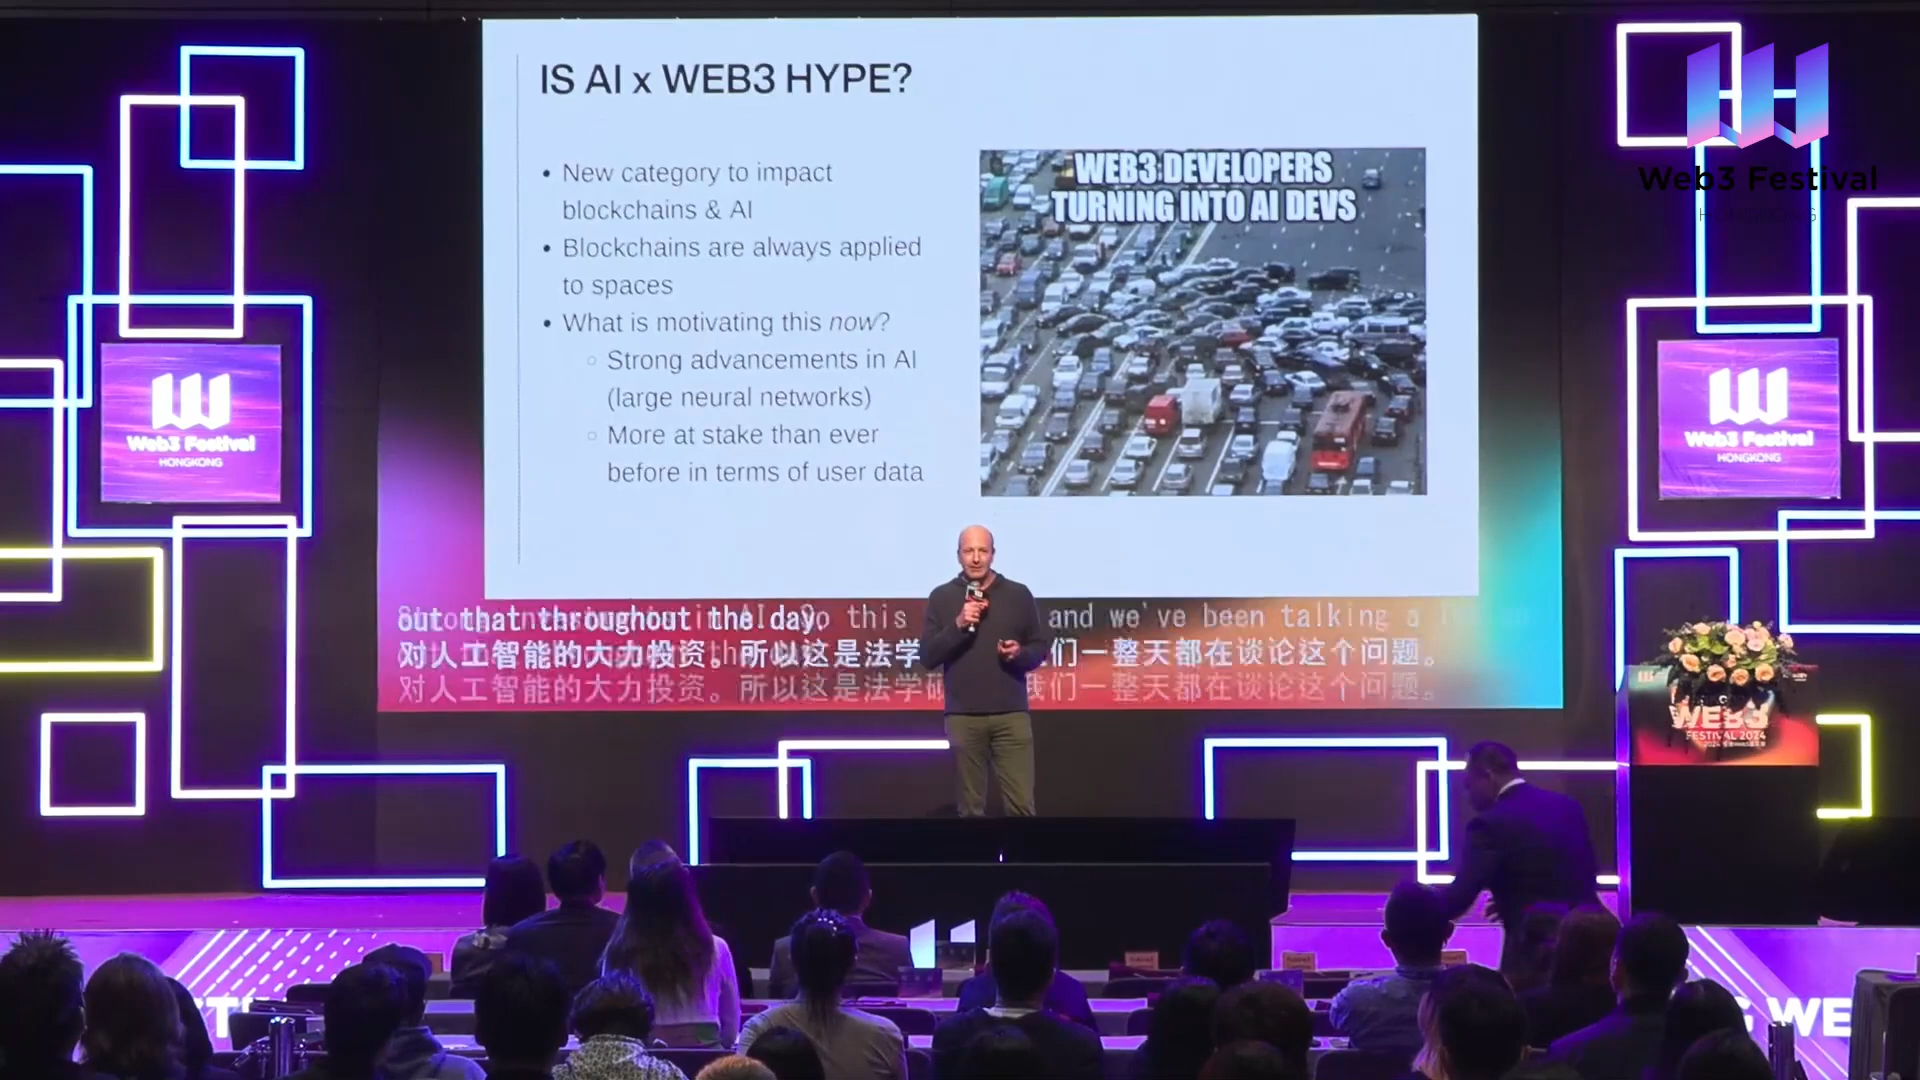 IS AI x WEB3 HYPE?
• New category to impact
blockchains & AI
• Blockchains are always applied
to spaces
• What is motivating this now?
○ Strong advancements in AI
(large neural networks)
○ More at stake than ever
before in terms of user data
WEB3 DEVELOPERS
TURNING INTO AI DEVS
Web3 Festival
HONGKONG
Web3 Festival
HONGKONG
Web3 Festival
HONGKONG
out that throughout the day.
and we've been talking a
对人工智能的大力投资。所以这是法学 们一整天都在谈论这个问题。
对人工智能的大力投资。所以这是法学 我们一整天都在谈论这个问题。
WEB3
FESTIVAL 2024
WE